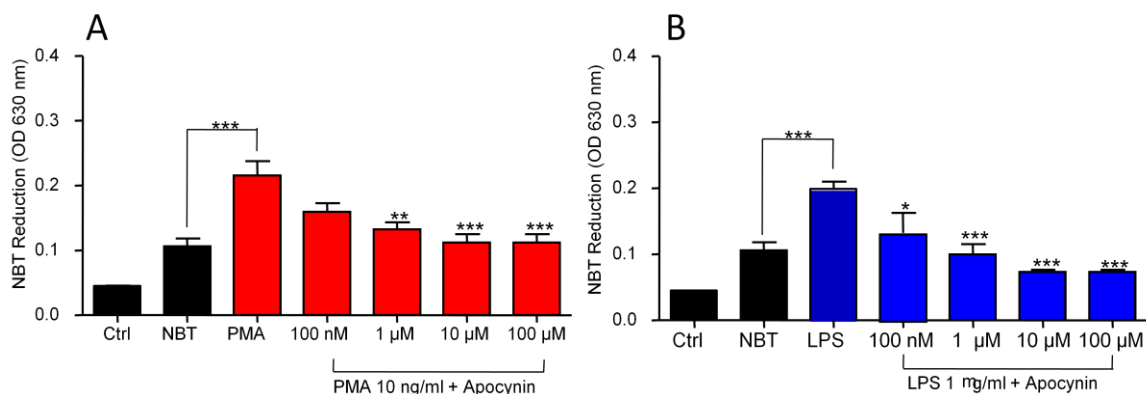 A
NBT Reduction (OD 630 nm)
0.4
0.3
0.2
0.1
0.0
***
**
***
***
Ctrl
NBT
PMA
100 nM
1 µM
10 µM
100 µM
PMA 10 ng/ml + Apocynin
B
NBT Reduction (OD 630 nm)
0.4
0.3
0.2
0.1
0.0
***
*
***
***
***
Ctrl
NBT
LPS
100 nM
1 µM
10 µM
100 µM
LPS 1 mg/ml + Apocynin